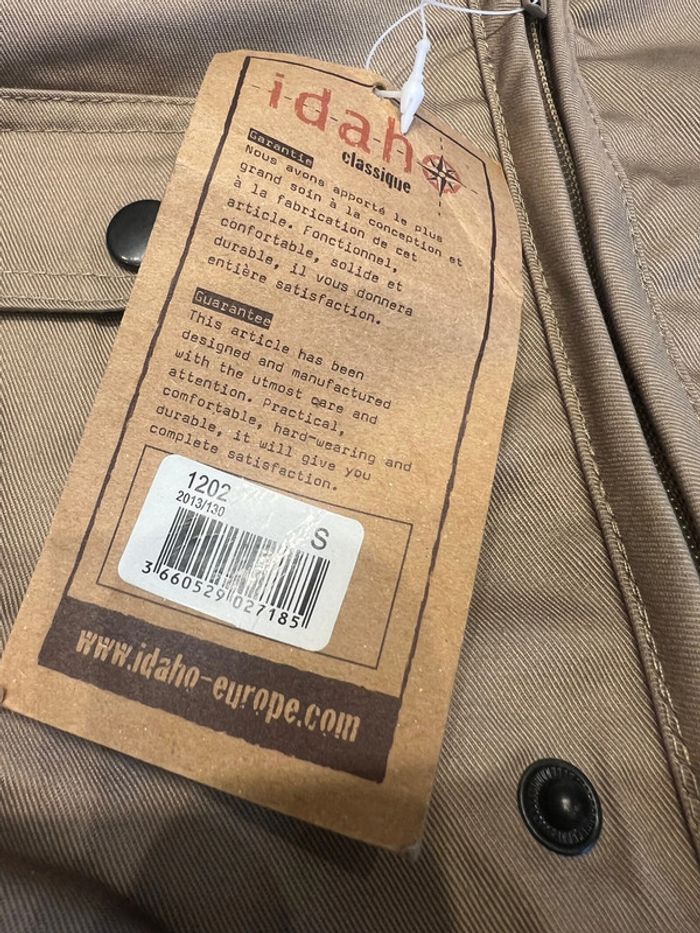 idaho
classique
Garantie
Nous avons apporté le plus
grand soin à la conception et
à la fabrication de cet
article. Fonctionnel,
confortable, solide et
durable, il vous donnera
entière satisfaction.
Guarantee
This article has been
designed and manufactured
with the utmost care and
attention. Practical,
comfortable, hard-wearing and
durable, it will give you
complete satisfaction.
1202
2013/130
S
3 660529 027185
www.idaho-europe.com